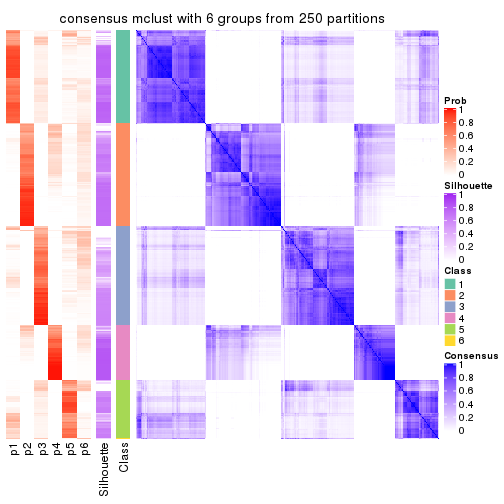 consensus mclust with 6 groups from 250 partitions
Prob
1
0.8
0.6
0.4
0.2
0
Silhouette
1
0.8
0.6
0.4
0.2
0
Class
1
2
3
4
5
6
Consensus
1
0.8
0.6
0.4
0.2
0
p1
p2
p3
p4
p5
p6
Silhouette
Class